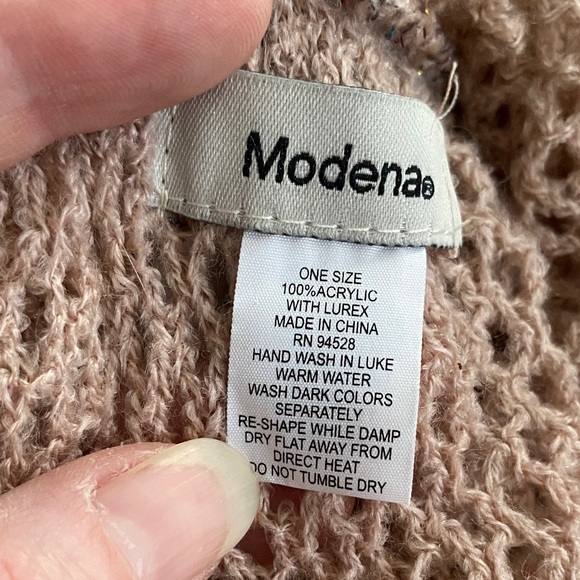 Modena®
ONE SIZE
100%ACRYLIC
WITH LUREX
MADE IN CHINA
RN 94528
HAND WASH IN LUKE
WARM WATER
WASH DARK COLORS
SEPARATELY
RE-SHAPE WHILE DAMP
DRY FLAT AWAY FROM
DIRECT HEAT
DO NOT TUMBLE DRY